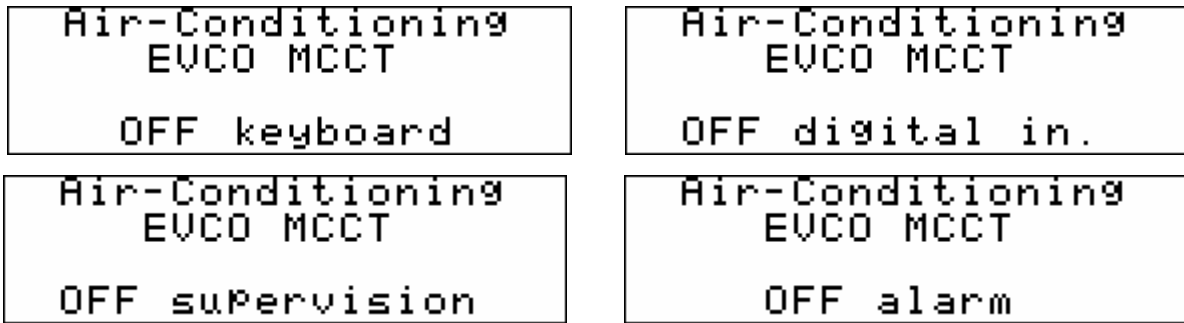 Air-Conditioning
EVCO MCCT
OFF keyboard
Air-Conditioning
EVCO MCCT
OFF digital in.
Air-Conditioning
EVCO MCCT
OFF supervision
Air-Conditioning
EVCO MCCT
OFF alarm